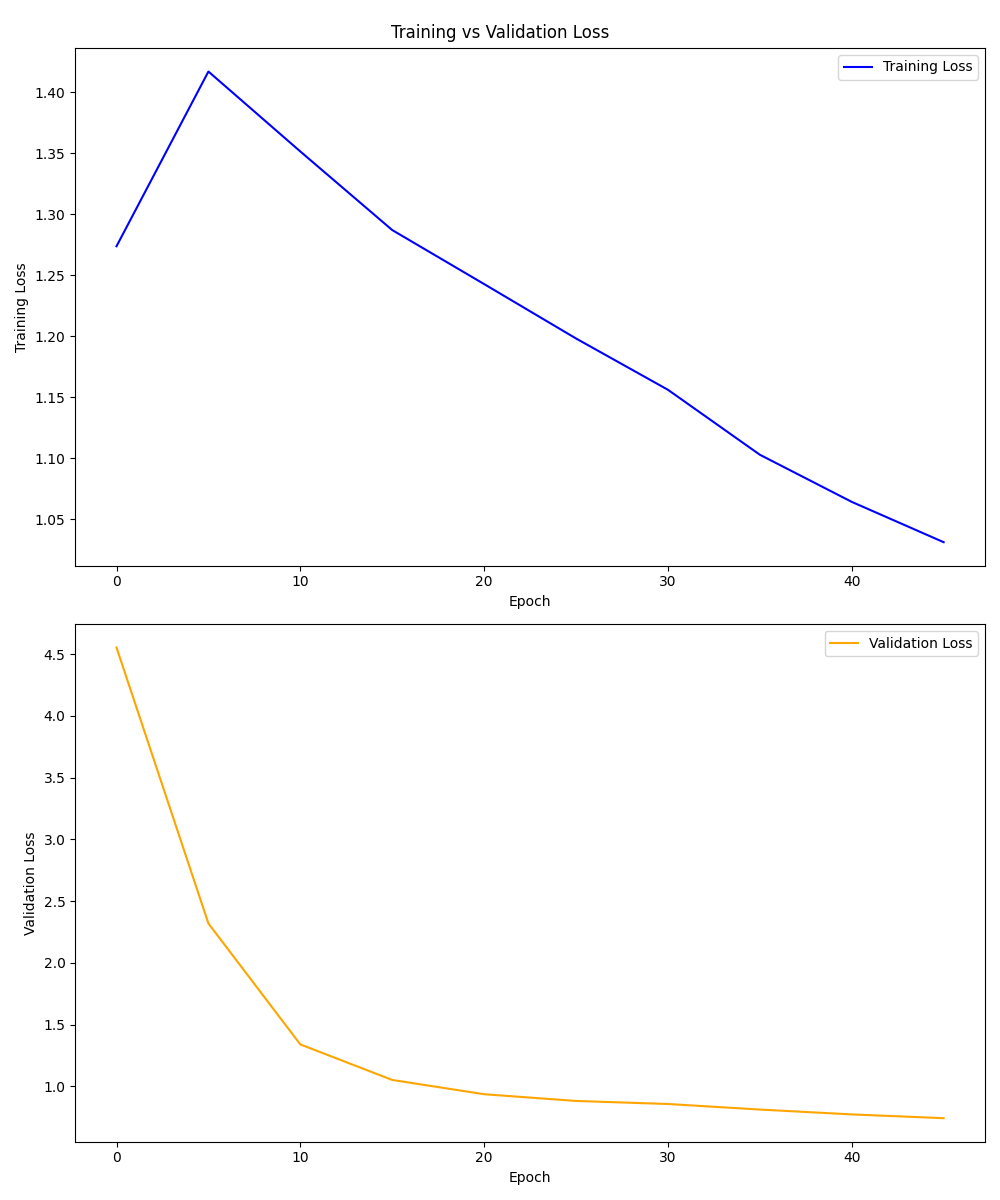 Training vs Validation Loss
Training Loss
1.40
1.35
1.30
1.25
1.20
1.15
1.10
1.05
Training Loss
0 10 20 30 40
Epoch
Validation Loss
4.5
4.0
3.5
3.0
2.5
2.0
1.5
1.0
Validation Loss
0 10 20 30 40
Epoch